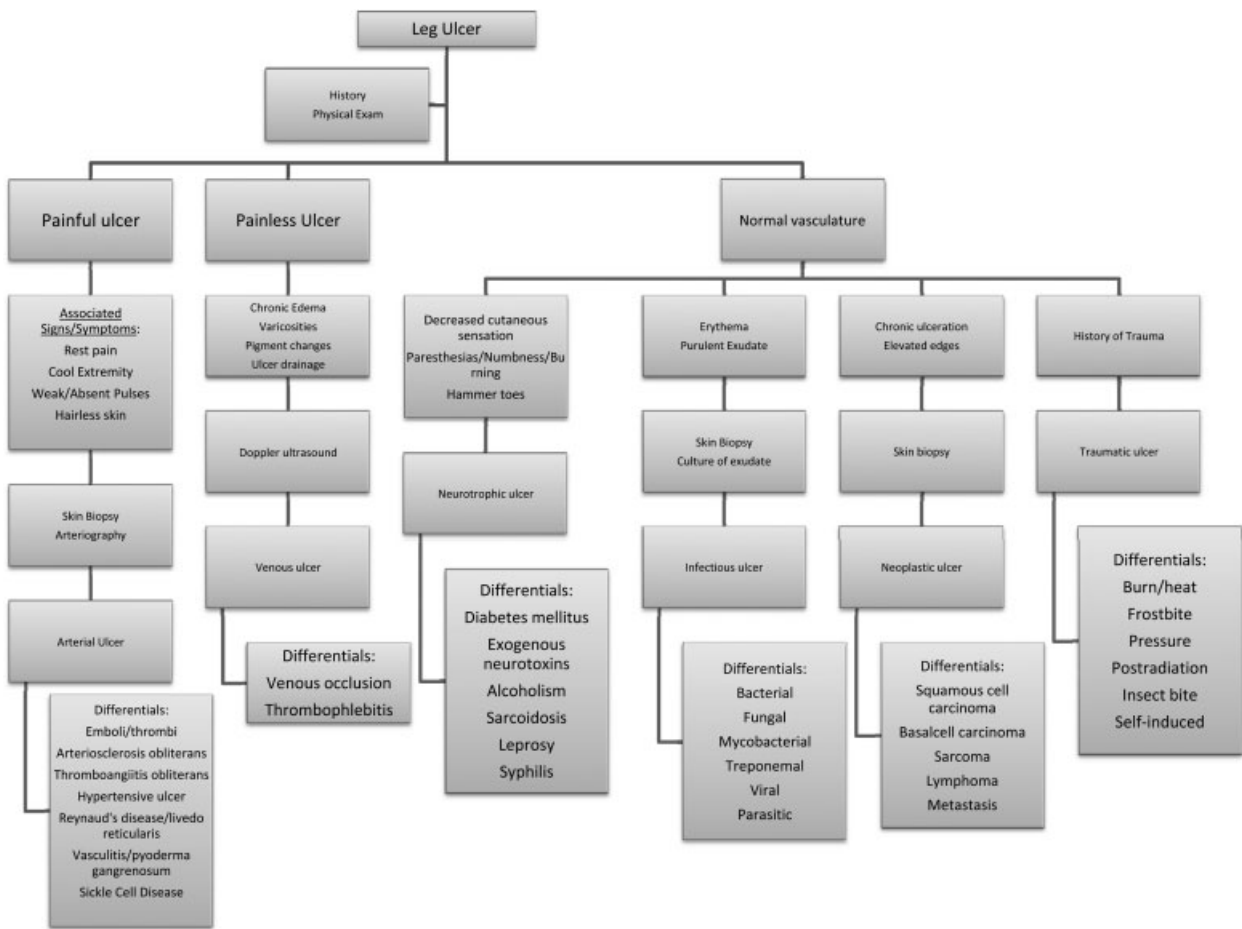 Leg Ulcer
History
Physical Exam
Painful ulcer
Painless Ulcer
Normal vasculature
Associated
Signs/Symptoms:
Rest pain
Cool Extremity
Weak/Absent Pulses
Hairless skin
Chronic Edema
Varicosities
Pigment changes
Ulcer drainage
Decreased cutaneous
sensation
Paresthesias/Numbness/Bu
rning
Hammer toes
Erythema
Purulent Exudate
Chronic ulceration
Elevated edges
History of Trauma
Skin Biopsy
Arteriography
Doppler ultrasound
Neurotrophic ulcer
Skin Biopsy
Culture of exudate
Skin biopsy
Traumatic ulcer
Arterial Ulcer
Venous ulcer
Infectious ulcer
Neoplastic ulcer
Differentials:
Emboli/thrombi
Arteriosclerosis obliterans
Thromboangiitis obliterans
Hypertensive ulcer
Reynaud's disease/livedo
reticularis
Vasculitis/pyoderma
gangrenosum
Sickle Cell Disease
Differentials:
Venous occlusion
Thrombophlebitis
Differentials:
Diabetes mellitus
Exogenous
neurotoxins
Alcoholism
Sarcoidosis
Leprosy
Syphilis
Differentials:
Bacterial
Fungal
Mycobacterial
Treponemal
Viral
Parasitic
Differentials:
Squamous cell
carcinoma
Basalcell carcinoma
Sarcoma
Lymphoma
Metastasis
Differentials:
Burn/heat
Frostbite
Pressure
Postradiation
Insect bite
Self-induced